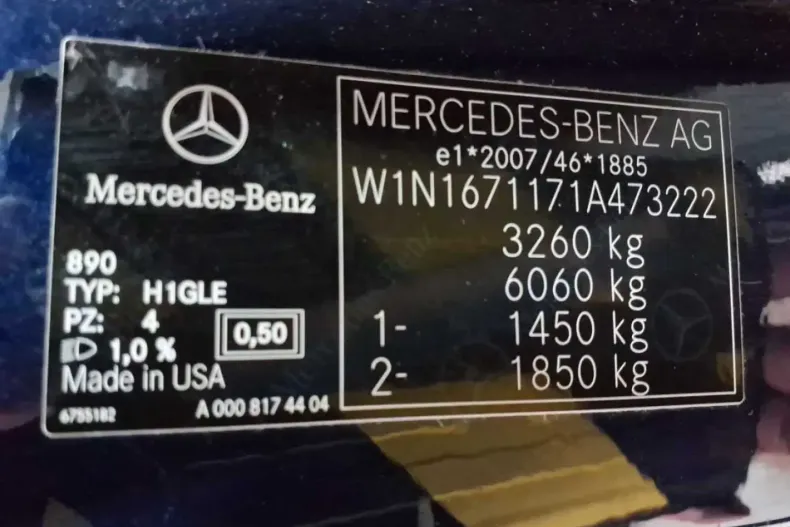 Mercedes-Benz
890
TYP: H1GLE
PZ: 4
0,50
1,0 %
Made in USA
6755182
A 000 817 44 04
MERCEDES-BENZ AG
e1*2007/46*1885
W1N1671171A473222
3260 kg
6060 kg
1- 1450 kg
2- 1850 kg